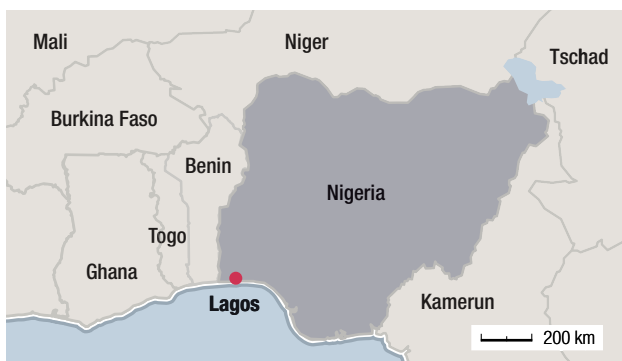 Mali
Niger
Tschad
Burkina Faso
Benin
Nigeria
Togo
Ghana
Lagos
Kamerun
200 km